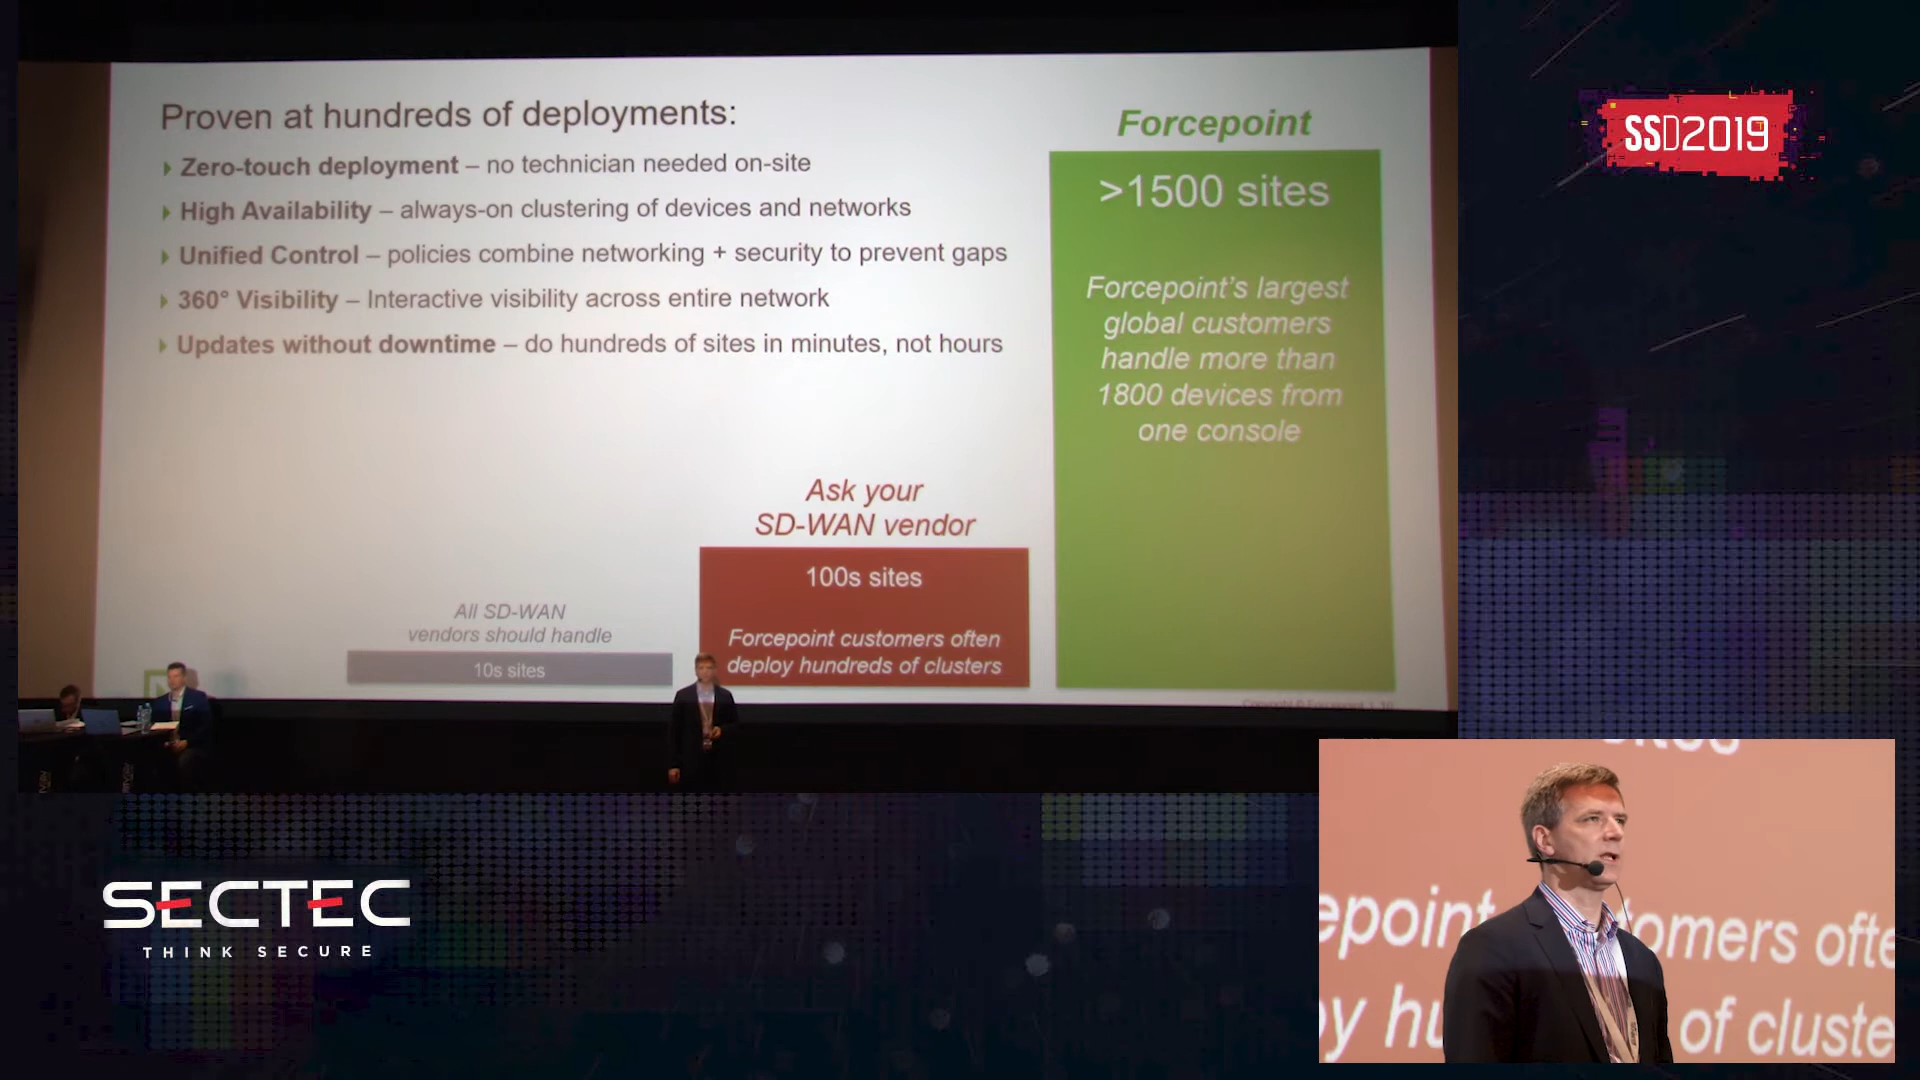 Proven at hundreds of deployments:
Zero-touch deployment – no technician needed on-site
High Availability – always-on clustering of devices and networks
Unified Control – policies combine networking + security to prevent gaps
360° Visibility – Interactive visibility across entire network
Updates without downtime – do hundreds of sites in minutes, not hours
All SD-WAN
vendors should handle
10s sites
Ask your
SD-WAN vendor
100s sites
Forcepoint customers often
deploy hundreds of clusters
Forcepoint
>1500 sites
Forcepoint's largest
global customers
handle more than
1800 devices from
one console
SSD2019
SECTEC
THINK SECURE
epoint
omers ofte
of cluste